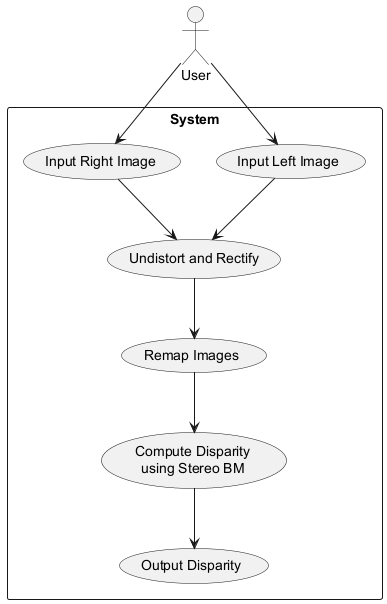 User
System
Input Right Image
Input Left Image
Undistort and Rectify
Remap Images
Compute Disparity
using Stereo BM
Output Disparity